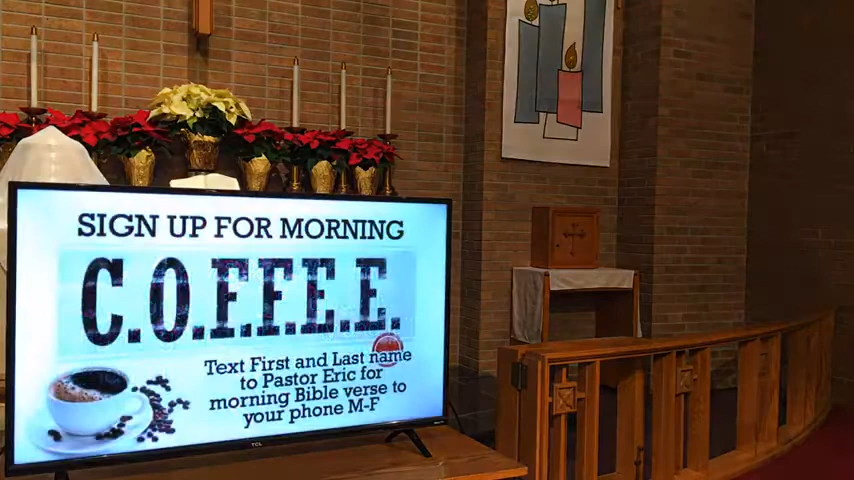 SIGN UP FOR MORNING
C.O.F.F.E.E.
Text First and Last name
to Pastor Eric for
morning Bible verse to
your phone M-F
TCL